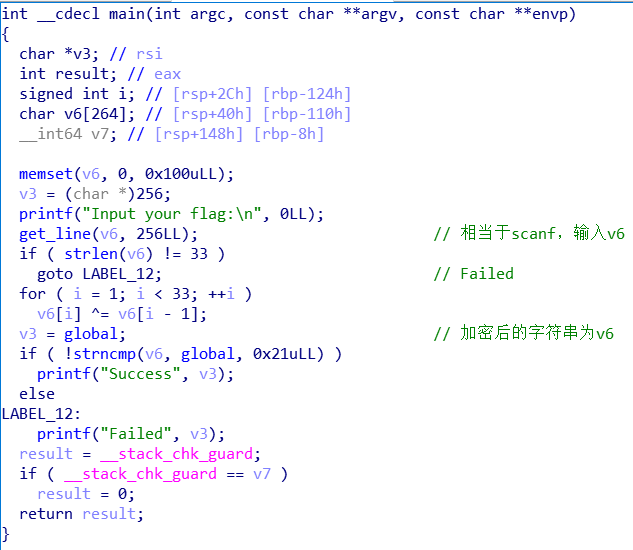 int __cdecl main(int argc, const char **argv, const char **envp)
{
  char *v3; // rsi
  int result; // eax
  signed int i; // [rsp+2Ch] [rbp-124h]
  char v6[264]; // [rsp+40h] [rbp-110h]
  __int64 v7; // [rsp+148h] [rbp-8h]

  memset(v6, 0, 0x100uLL);
  v3 = (char *)256;
  printf("Input your flag:\n", 0LL);
  get_line(v6, 256LL);                          // 相当于scanf，输入v6
  if ( strlen(v6) != 33 )
    goto LABEL_12;                              // Failed
  for ( i = 1; i < 33; ++i )
    v6[i] ^= v6[i - 1];
  v3 = global;                                  // 加密后的字符串为v6
  if ( !strncmp(v6, global, 0x21uLL) )
    printf("Success", v3);
  else
LABEL_12:
    printf("Failed", v3);
  result = __stack_chk_guard;
  if ( __stack_chk_guard == v7 )
    result = 0;
  return result;
}